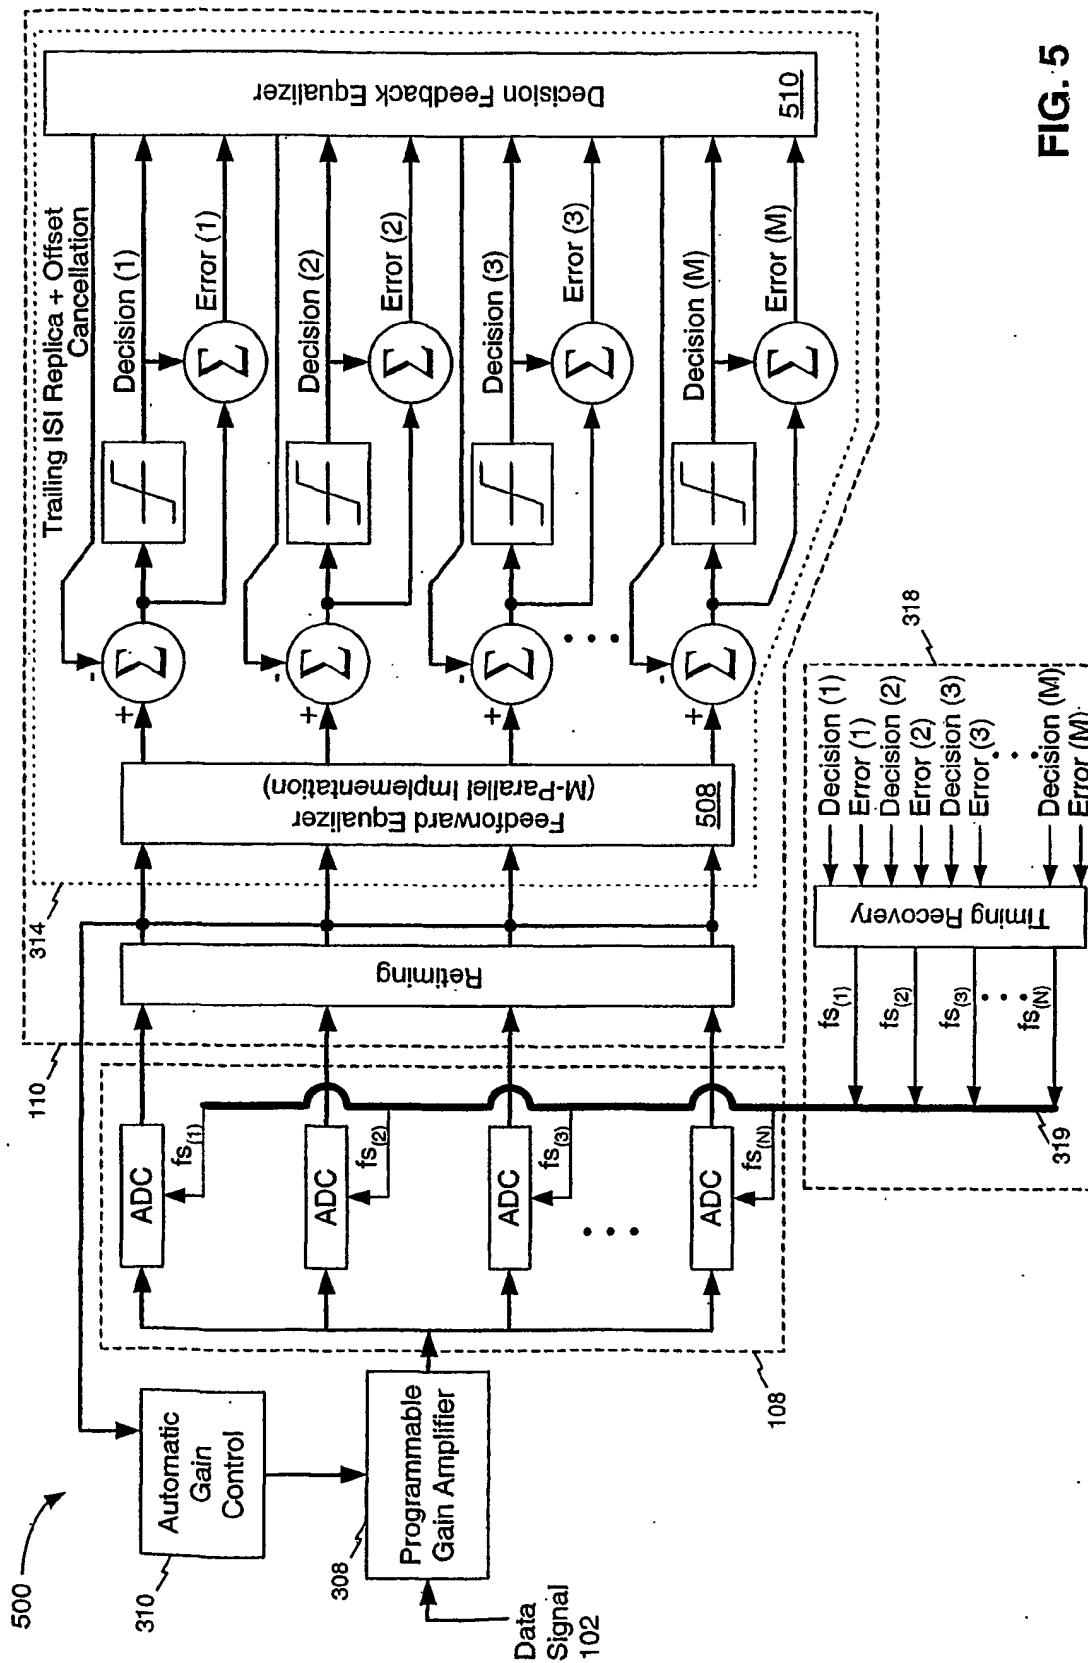 500
Data
Signal
102
310
Automatic
Gain
Control
308
Programmable
Gain Amplifier
108
ADC
fs(1)
ADC
fs(2)
ADC
fs(3)
• • •
ADC
fs(N)
110
Retiming
314
Feedforward Equalizer
(M-Parallel Implementation)
508
+
-
Σ
+
-
Σ
+
-
Σ
• • •
+
-
Σ
Trailing ISI Replica + Offset
Cancellation
Decision (1)
Σ
Error (1)
Decision (2)
Σ
Error (2)
Decision (3)
Σ
Error (3)
Decision (M)
Σ
Error (M)
Decision Feedback Equalizer
510
318
Decision (1)
Error (1)
Decision (2)
Error (2)
Decision (3)
Error (3)
• • •
Decision (M)
Error (M)
Timing Recovery
fs(1)
fs(2)
fs(3)
• • •
fs(N)
319
FIG. 5